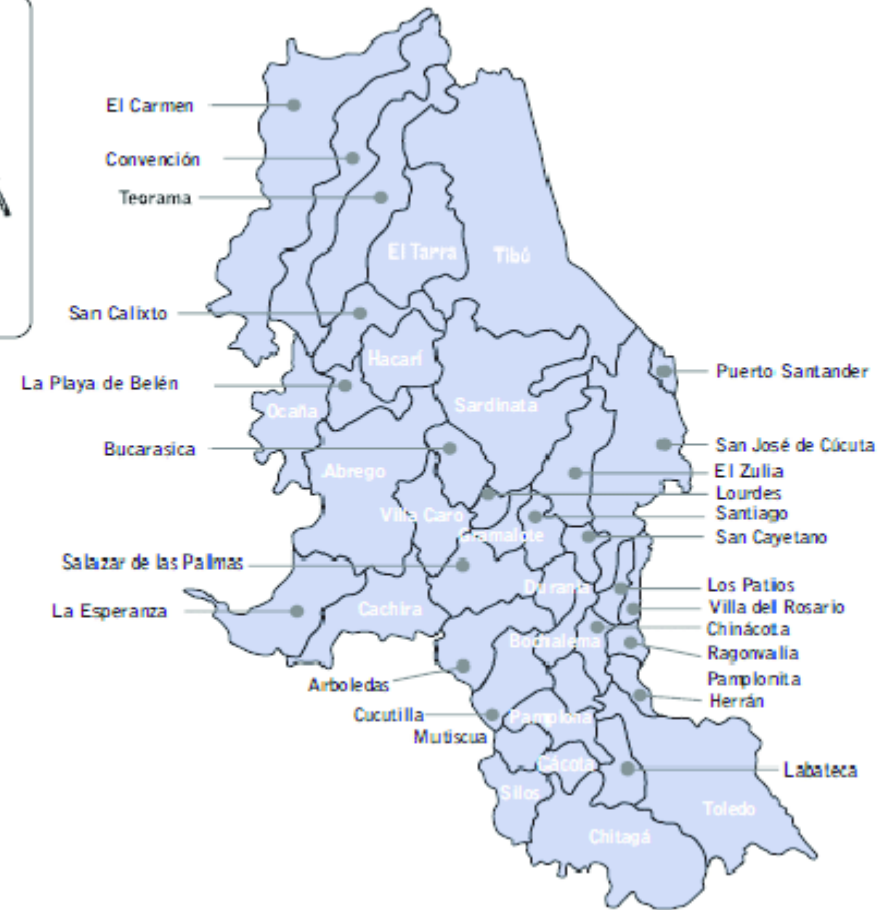 El Carmen
Convención
Teorama
El Tarra
Tibú
San Calixto
Hacarí
La Playa de Belén
Puerto Santander
Ocaña
Sardinata
Bucarasica
San José de Cúcuta
Abrego
El Zulia
Lourdes
Villa Caro
Santiago
Gramalote
San Cayetano
Salazar de las Palmas
Durania
Los Patiios
La Esperanza
Cachira
Villa del Rosario
Chinácota
Bochalema
Ragonvalia
Arboledas
Pamplonita
Herrán
Cucutilla
Pamplona
Mutiscua
Cácota
Labateca
Silos
Toledo
Chitagá